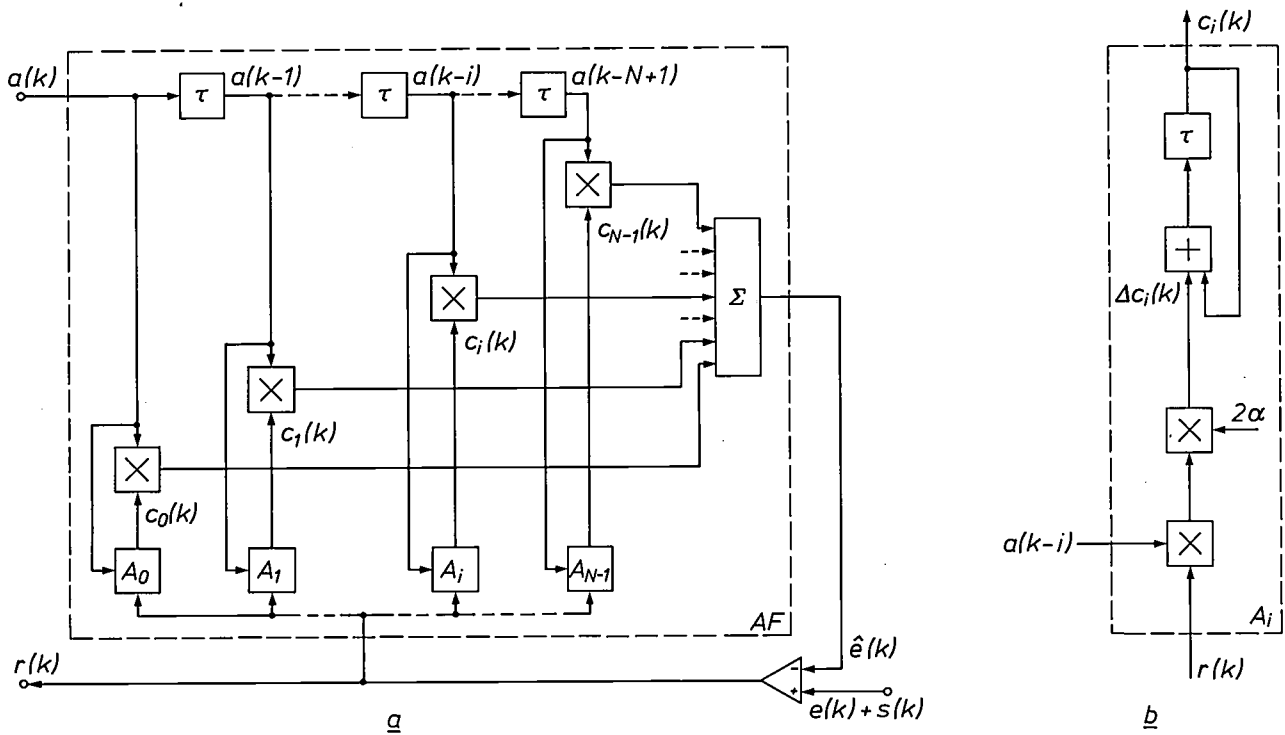 a(k)
τ
a(k-1)
τ
a(k-i)
τ
a(k-N+1)
×
c_{N-1}(k)
×
c_i(k)
Σ
×
c_1(k)
×
c_0(k)
A_0
A_1
A_i
A_{N-1}
AF
r(k)
ê(k)
-
+
e(k)+s(k)
a
c_i(k)
τ
+
Δc_i(k)
×
2α
a(k-i)
×
A_i
r(k)
b